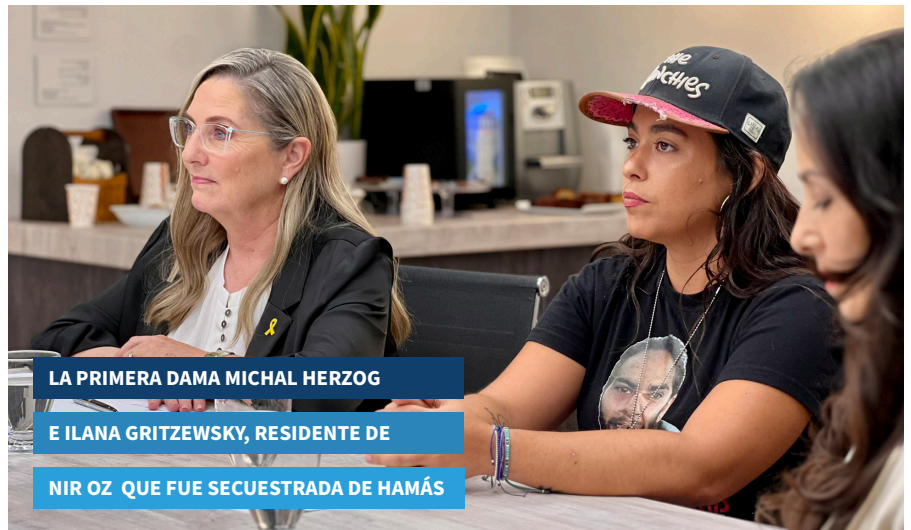 LA PRIMERA DAMA MICHAL HERZOG
E ILANA GRITZEWSKY, RESIDENTE DE
NIR OZ  QUE FUE SECUESTRADA DE HAMÁS